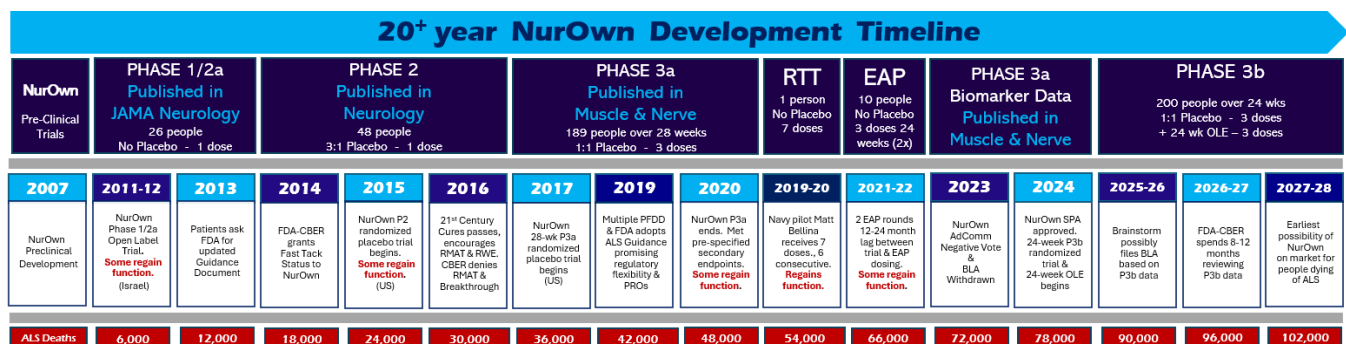 20+ year NurOwn Development Timeline
NurOwn
Pre-Clinical
Trials
PHASE 1/2a
Published in
JAMA Neurology
26 people
No Placebo - 1 dose
PHASE 2
Published in
Neurology
48 people
3:1 Placebo - 1 dose
PHASE 3a
Published in
Muscle & Nerve
189 people over 28 weeks
1:1 Placebo - 3 doses
RTT
1 person
No Placebo
7 doses
EAP
10 people
No Placebo
3 doses 24
weeks (2x)
PHASE 3a
Biomarker Data
Published in
Muscle & Nerve
PHASE 3b
200 people over 24 wks
1:1 Placebo - 3 doses
+ 24 wk OLE – 3 doses
2007
NurOwn
Preclinical
Development
2011-12
NurOwn
Phase 1/2a
Open Label
Trial.
Some regain
function.
(Israel)
2013
Patients ask
FDA for
updated
Guidance
Document
2014
FDA-CBER
grants
Fast Tack
Status to
NurOwn
2015
NurOwn P2
randomized
placebo trial
begins.
Some regain
function.
(US)
2016
21st Century
Cures passes,
encourages
RMAT & RWE.
CBER denies
RMAT &
Breakthrough
2017
NurOwn
28-wk P3a
randomized
placebo trial
begins
(US)
2019
Multiple PFDD
& FDA adopts
ALS Guidance
promising
regulatory
flexibility &
PROs
2020
NurOwn P3a
ends. Met
pre-specified
secondary
endpoints.
Some regain
function.
2019-20
Navy pilot Matt
Bellina
receives 7
doses., 6
consecutive.
Regains
function.
2021-22
2 EAP rounds
12-24 month
lag between
trial & EAP
dosing.
Some regain
function.
2023
NurOwn
AdComm
Negative Vote
&
BLA
Withdrawn
2024
NurOwn SPA
approved.
24-week P3b
randomized
trial &
24-week OLE
begins
2025-26
Brainstorm
possibly
files BLA
based on
P3b data
2026-27
FDA-CBER
spends 8-12
months
reviewing
P3b data
2027-28
Earliest
possibility of
NurOwn
on market for
people dying
of ALS
ALS Deaths
6,000
12,000
18,000
24,000
30,000
36,000
42,000
48,000
54,000
66,000
72,000
78,000
90,000
96,000
102,000